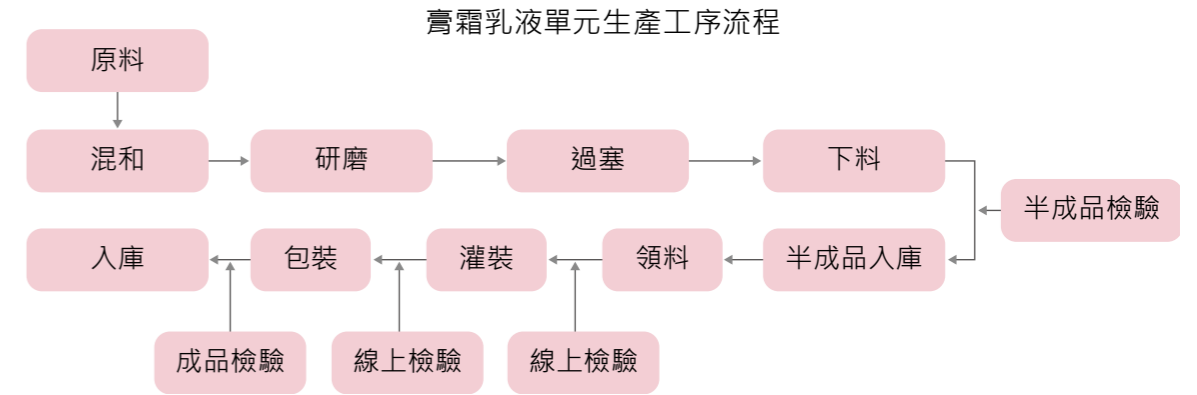 膏霜乳液單元生產工序流程
原料
混和
研磨
過塞
下料
半成品檢驗
入庫
包裝
灌裝
領料
半成品入庫
成品檢驗
線上檢驗
線上檢驗